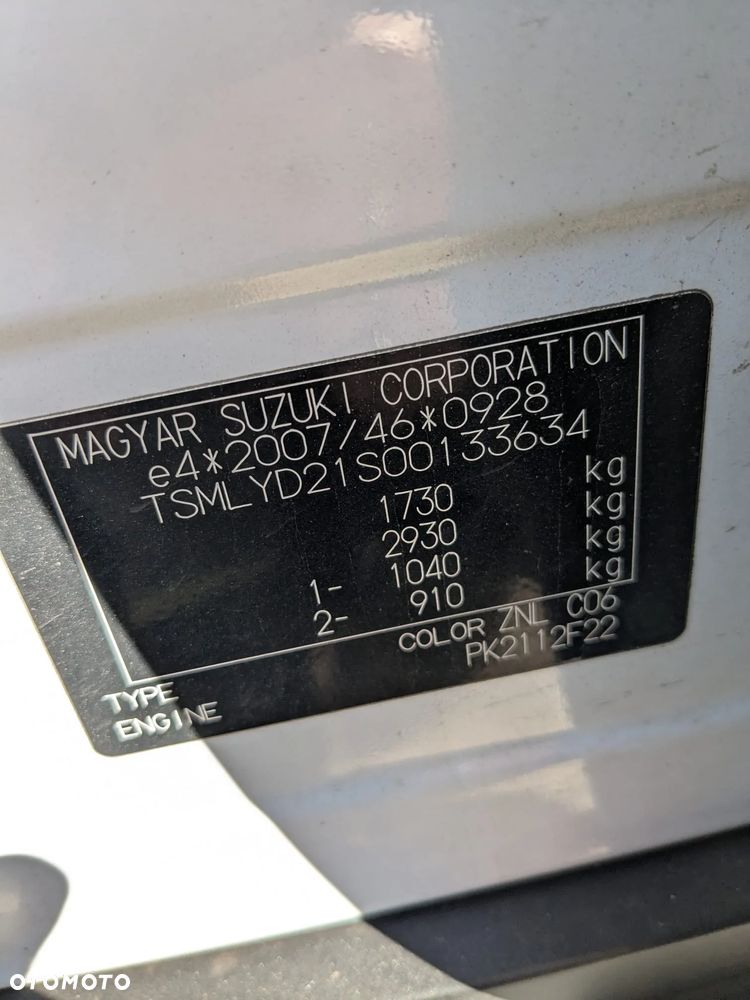 MAGYAR SUZUKI CORPORATION
e4*2007/46*0928
TSMLYD21S00133634
1730 kg
2930 kg
1- 1040 kg
2- 910 kg
COLOR ZNL C06
TYPE PK2112F22
ENGINE
OTOMOTO